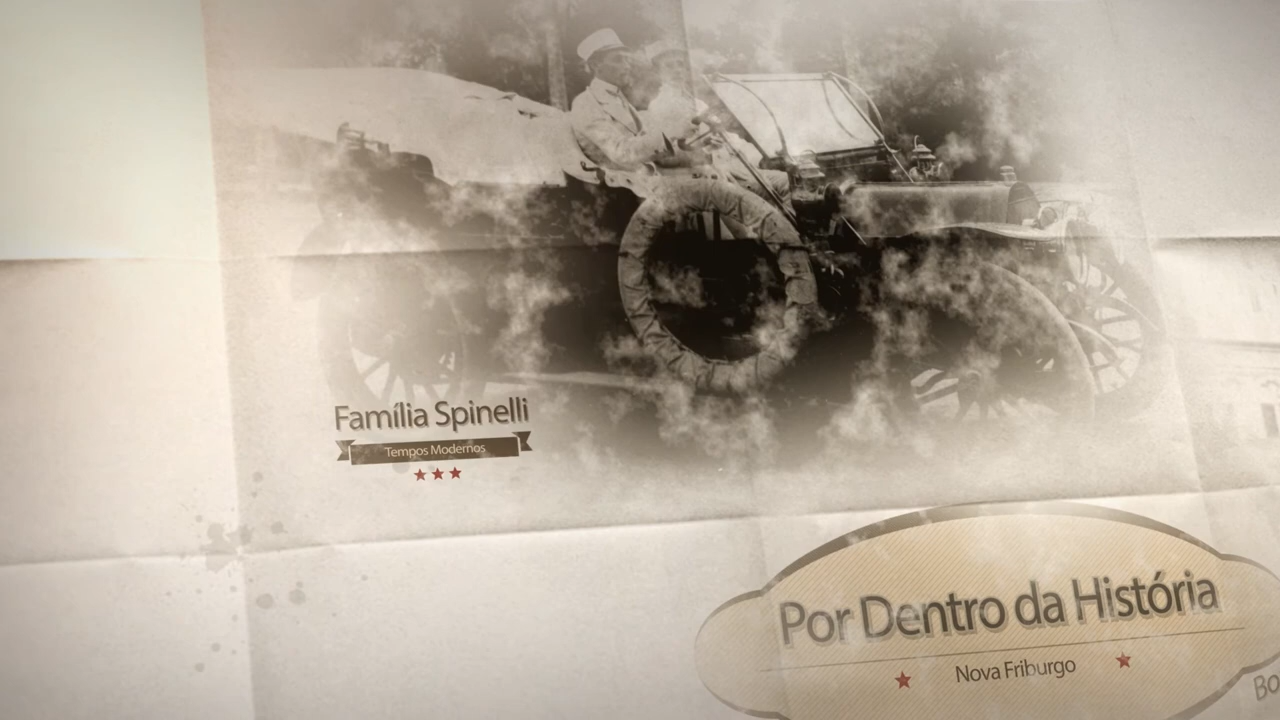 Família Spinelli
Tempos Modernos
Por Dentro da História
Nova Friburgo